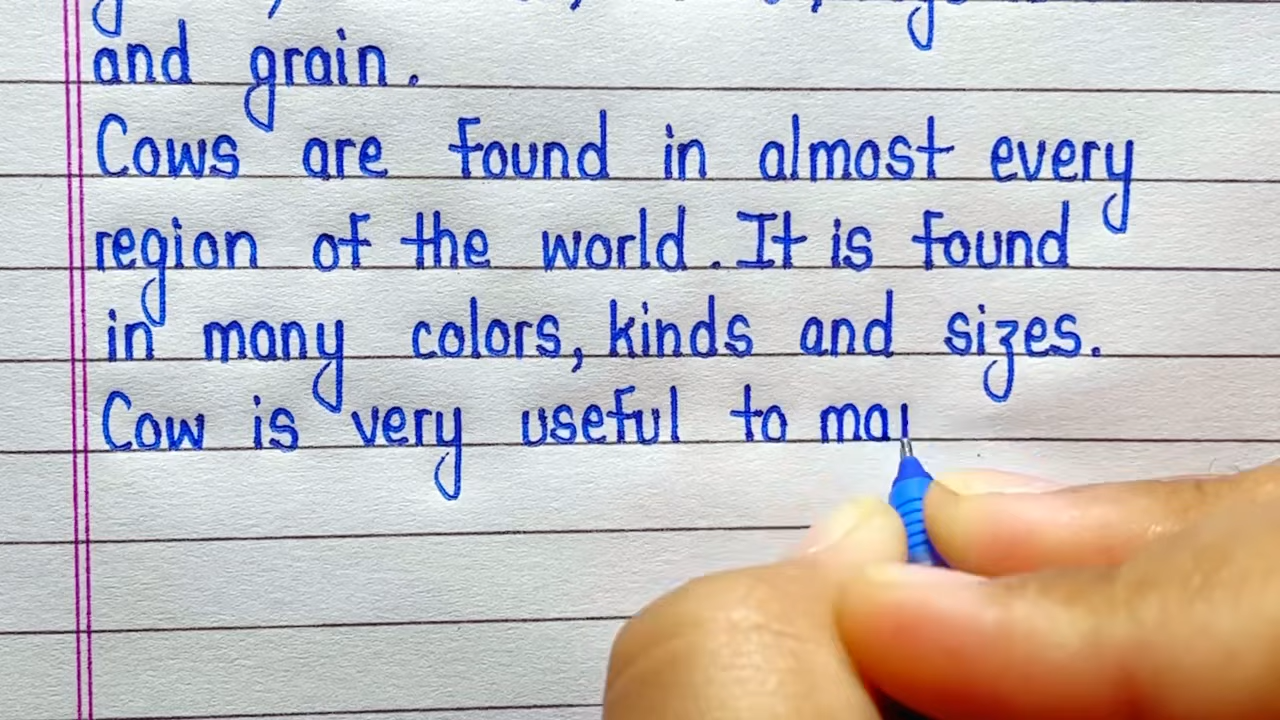 and grain.
Cows are found in almost every
region of the world. It is found
in many colors, kinds and sizes.
Cow is very useful to